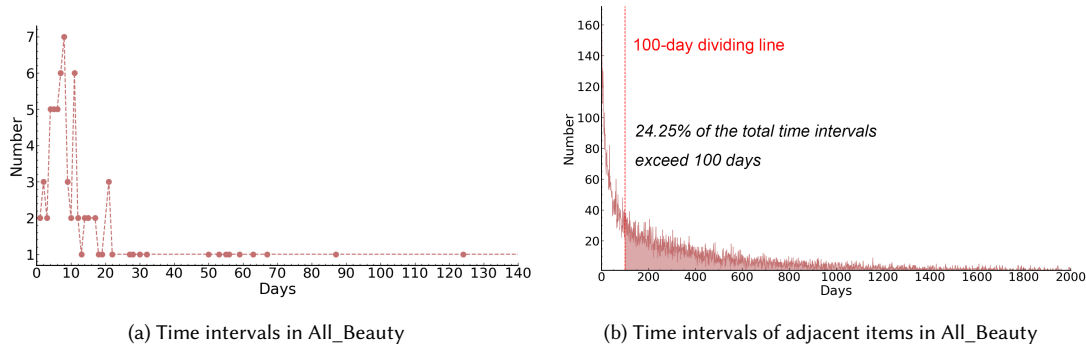 7
6
5
4
3
2
1
Number
0 10 20 30 40 50 60 70 80 90 100 110 120 130 140
Days
(a) Time intervals in All_Beauty
160
140
120
100
80
60
40
20
Number
100-day dividing line
24.25% of the total time intervals
exceed 100 days
0 200 400 600 800 1000 1200 1400 1600 1800 2000
Days
(b) Time intervals of adjacent items in All_Beauty